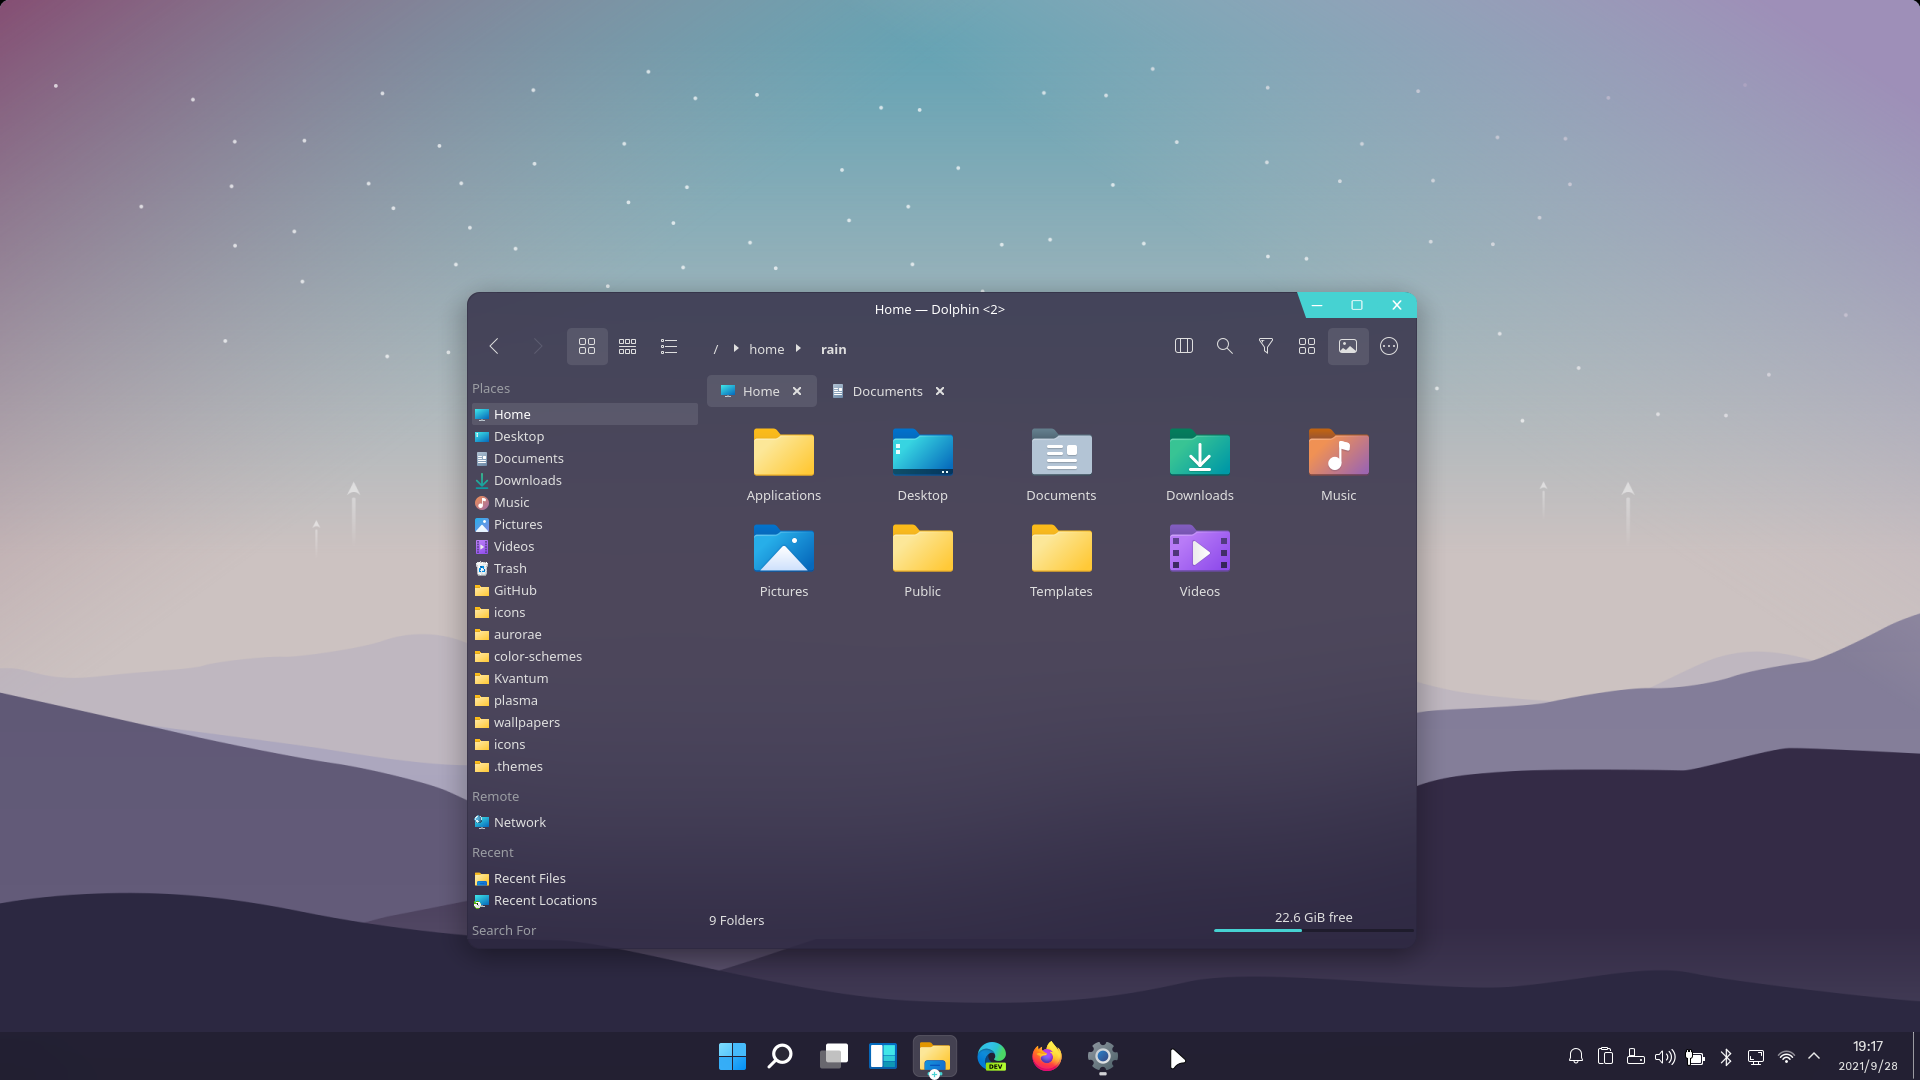 Home — Dolphin <2>
/ home rain
Places
Home
Desktop
Documents
Downloads
Music
Pictures
Videos
Trash
GitHub
icons
aurorae
color-schemes
Kvantum
plasma
wallpapers
icons
.themes
Remote
Network
Recent
Recent Files
Recent Locations
Search For
Home Documents
Applications Desktop Documents Downloads Music
Pictures Public Templates Videos
9 Folders 22.6 GiB free
DEV
19:17
2021/9/28